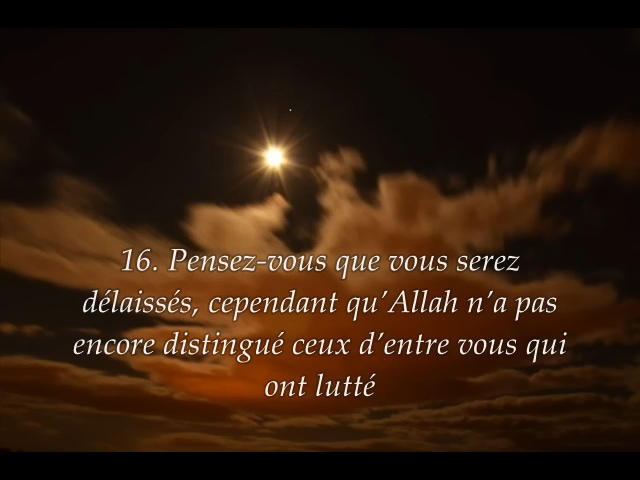 16. Pensez-vous que vous serez
délaissés, cependant qu’Allah n’a pas
encore distingué ceux d’entre vous qui
ont lutté